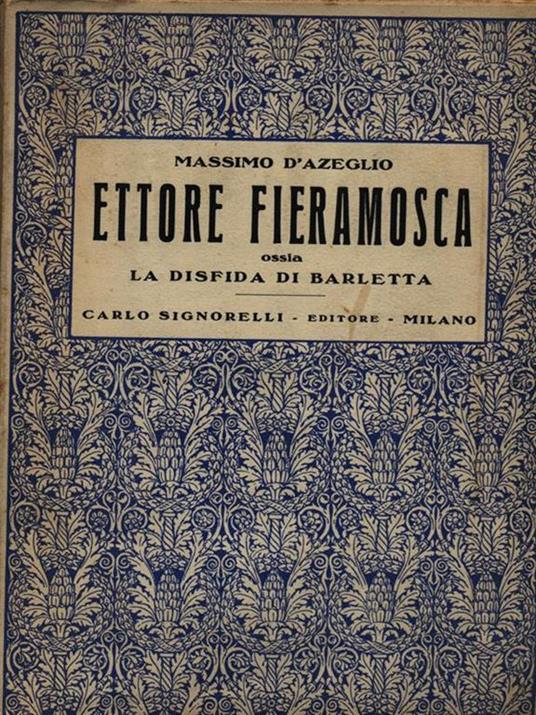 MASSIMO D'AZEGLIO
ETTORE FIERAMOSCA
ossia
LA DISFIDA DI BARLETTA
CARLO SIGNORELLI - EDITORE - MILANO